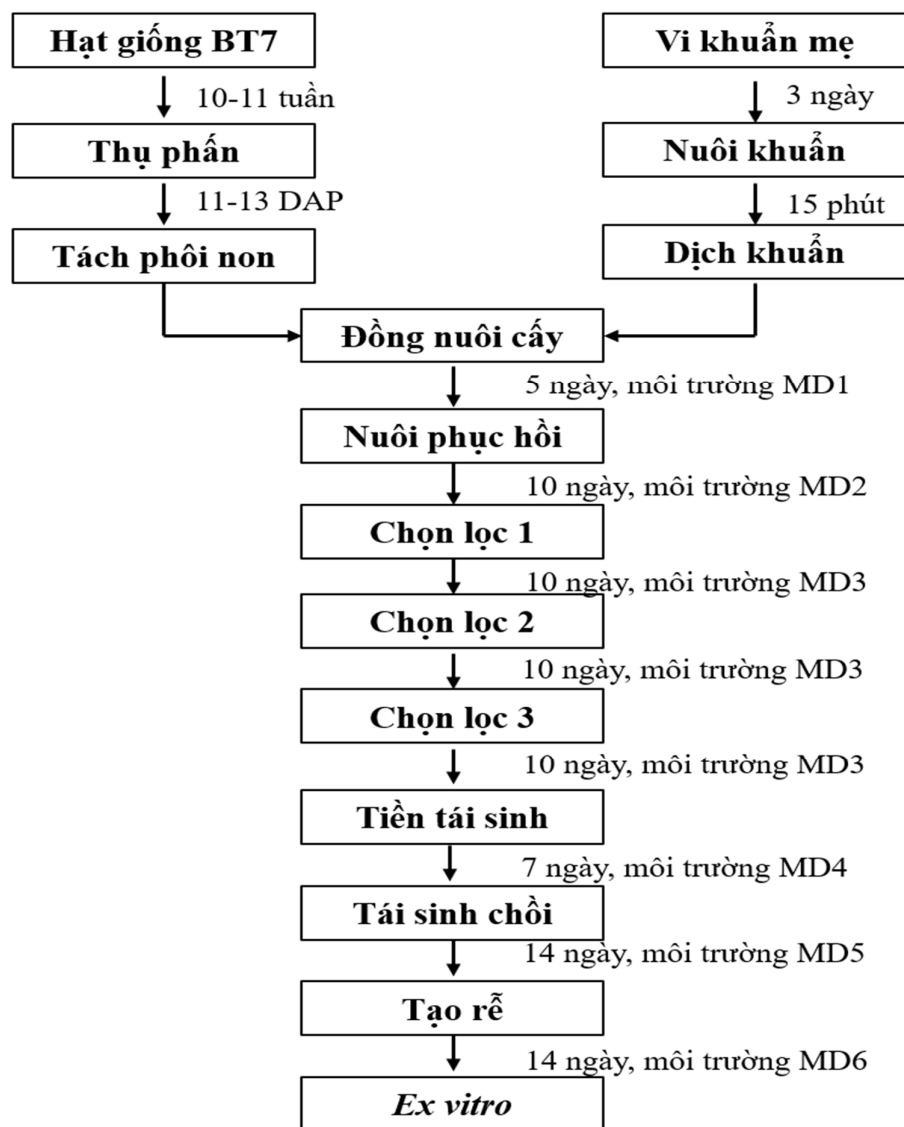 Hạt giống BT7
10-11 tuần
Thụ phấn
11-13 DAP
Tách phôi non
Vi khuẩn mẹ
3 ngày
Nuôi khuẩn
15 phút
Dịch khuẩn
Đồng nuôi cấy
5 ngày, môi trường MD1
Nuôi phục hồi
10 ngày, môi trường MD2
Chọn lọc 1
10 ngày, môi trường MD3
Chọn lọc 2
10 ngày, môi trường MD3
Chọn lọc 3
10 ngày, môi trường MD3
Tiền tái sinh
7 ngày, môi trường MD4
Tái sinh chồi
14 ngày, môi trường MD5
Tạo rễ
14 ngày, môi trường MD6
Ex vitro